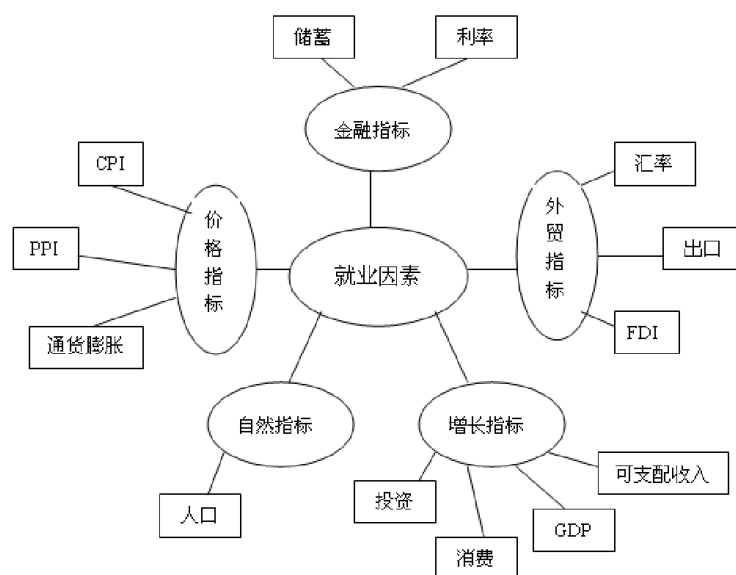 储蓄
利率
金融指标
CPI
PPI
通货膨胀
价格指标
就业因素
外贸指标
汇率
出口
FDI
自然指标
人口
增长指标
投资
消费
GDP
可支配收入